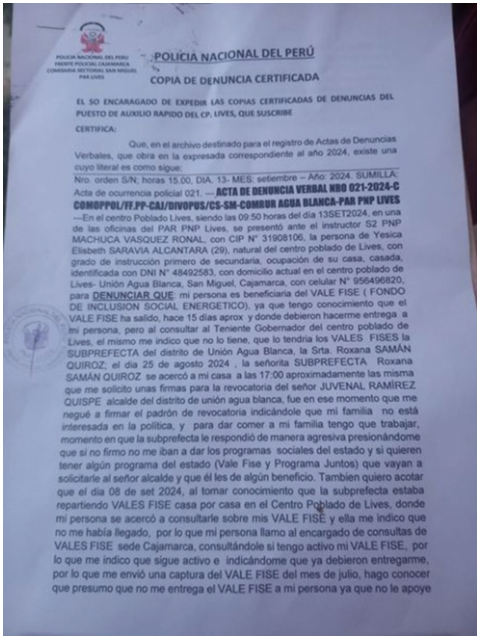 POLICIA NACIONAL DEL PERU
FRENTE POLICIAL CAJAMARCA
COMISARIA SECTORIAL SAN MIGUEL
PAR LIVES
POLICIA NACIONAL DEL PERÚ
COPIA DE DENUNCIA CERTIFICADA
EL SO ENCARAGADO DE EXPEDIR LAS COPIAS CERTIFICADAS DE DENUNCIAS DEL
PUESTO DE AUXILIO RAPIDO DEL CP, LIVES, QUE SUSCRIBE
CERTIFICA:
Que, en el archivo destinado para el registro de Actas de Denuncias
Verbales, que obra en la expresada correspondiente al año 2024, existe una
cuyo literal es como sigue:
Nro. orden S/N; horas 15.00, DIA, 13- MES: setiembre – Año: 2024. SUMILLA:
Acta de ocurrencia policial 021. —ACTA DE DENUNCIA VERBAL NRO 021-2024-C
COMOPPOL/FF.PP-CAJ/DIVOPUS/CS-SM-COMRUR AGUA BLANCA-PAR PNP LIVES
—En el centro Poblado Lives, siendo las 09:50 horas del día 13SET2024, en una
de las oficinas del PAR PNP Lives, se presentó ante el instructor S2 PNP
MACHUCA VASQUEZ RONAL, con CIP N° 31908106, la persona de Yesica
Elisbeth SARAVIA ALCANTARA (29), natural del centro poblado de Lives, con
grado de instrucción primero de secundaria, ocupación de su casa, casada,
identificada con DNI N° 48492583, con domicilio actual en el centro poblado de
Lives- Unión Agua Blanca, San Miguel, Cajamarca, con celular N° 956496820,
para DENUNCIAR QUE: mi persona es beneficiaria del VALE FISE ( FONDO
DE INCLUSION SOCIAL ENERGETICO), ya que tengo conocimiento que el
VALE FISE ha salido, hace 15 dias aprox y donde debieron hacerme entrega a
mi persona, pero al consultar al Teniente Gobernador del centro poblado de
Lives, el mismo me indico que no lo tiene, que lo tendría los VALES FISES la
SUBPREFECTA del distrito de Unión Agua Blanca, la Srta. Roxana SAMÁN
QUIROZ; el dia 25 de agosto 2024 , la señorita SUBPREFECTA Roxana
SAMÁN QUIROZ se acercó a mi casa a las 17:00 aproximadamente las misma
que me solicito unas firmas para la revocatoria del señor JUVENAL RAMÍREZ
QUISPE alcalde del distrito de unión agua blanca, fue en ese momento que me
negué a firmar el padrón de revocatoria indicándole que mi familia no está
interesada en la política, y para dar comer a mi familia tengo que trabajar,
momento en que la subprefecta le respondió de manera agresiva presionándome
que si no firmo no me iban a dar los programas sociales del estado y si quieren
tener algún programa del estado (Vale Fise y Programa Juntos) que vayan a
solicitarle al señor alcalde y que él les de algún beneficio. Tambien quiero acotar
que el día 08 de set 2024, al tomar conocimiento que la subprefecta estaba
repartiendo VALES FISE casa por casa en el Centro Poblado de Lives, donde
mi persona se acercó a consultarle sobre mis VALE FISE y ella me indico que
no me había llegado, por lo que mi persona llamo al encargado de consultas de
VALES FISE sede Cajamarca, consultándole si tengo activo mi VALE FISE, por
lo que me indico que sigue activo e indicándome que ya debieron entregarme,
por lo que me envió una captura del VALE FISE del mes de julio, hago conocer
que presumo que no me entrega el VALE FISE a mi persona ya que no le apoye